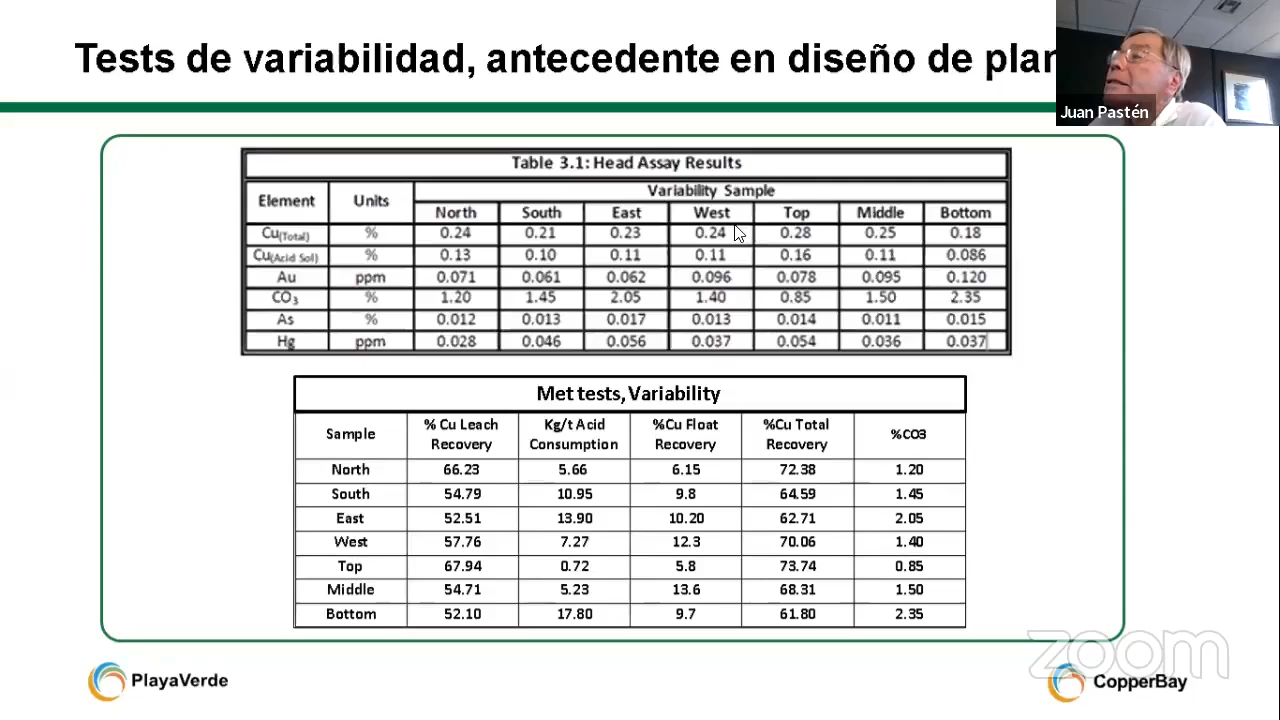 Tests de variabilidad, antecedente en diseño de plan
Juan Pastén
Table 3.1: Head Assay Results
Element Units Variability Sample
North South East West Top Middle Bottom
Cu(Total) % 0.24 0.21 0.23 0.24 0.28 0.25 0.18
Cu(Acid Sol) % 0.13 0.10 0.11 0.11 0.16 0.11 0.086
Au ppm 0.071 0.061 0.062 0.096 0.078 0.095 0.120
CO3 % 1.20 1.45 2.05 1.40 0.85 1.50 2.35
As % 0.012 0.013 0.017 0.013 0.014 0.011 0.015
Hg ppm 0.028 0.046 0.056 0.037 0.054 0.036 0.037
Met tests, Variability
Sample % Cu Leach Recovery Kg/t Acid Consumption %Cu Float Recovery %Cu Total Recovery %CO3
North 66.23 5.66 6.15 72.38 1.20
South 54.79 10.95 9.8 64.59 1.45
East 52.51 13.90 10.20 62.71 2.05
West 57.76 7.27 12.3 70.06 1.40
Top 67.94 0.72 5.8 73.74 0.85
Middle 54.71 5.23 13.6 68.31 1.50
Bottom 52.10 17.80 9.7 61.80 2.35
PlayaVerde
CopperBay
zoom